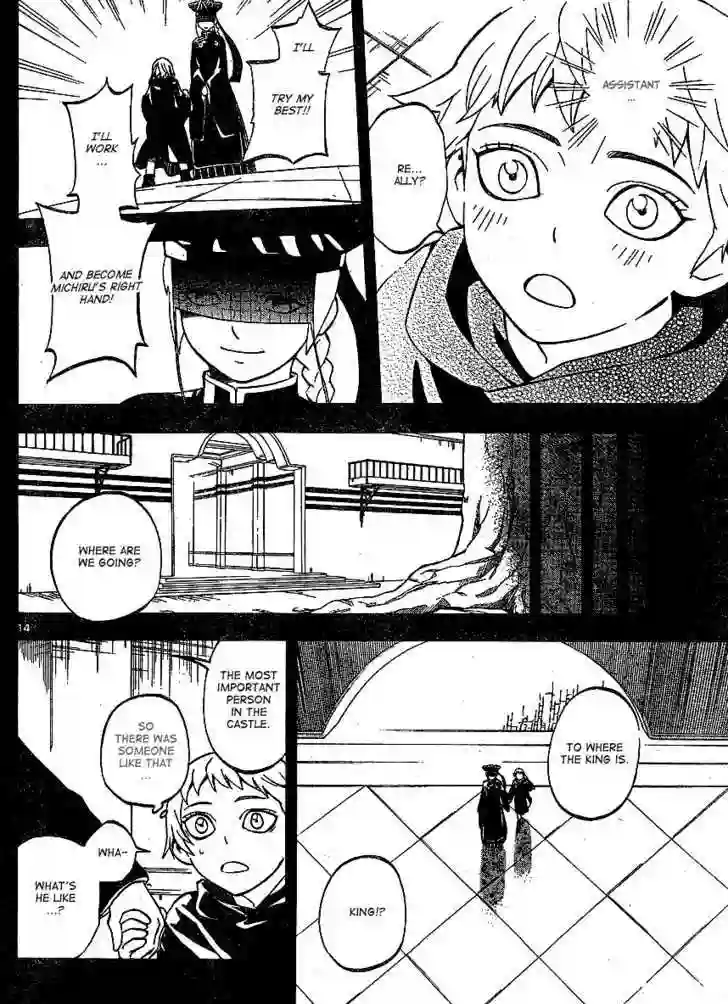 ASSISTANT
...
RE...
ALLY?
I'LL
TRY MY
BEST!!
I'LL
WORK
...
AND BECOME
MICHIRU'S RIGHT
HAND!
WHERE ARE
WE GOING?
14
TO WHERE
THE KING IS.
KING!?
THE MOST
IMPORTANT
PERSON
IN THE
CASTLE.
SO
THERE WAS
SOMEONE
LIKE THAT
...
WHA--
WHAT'S
HE LIKE
...?